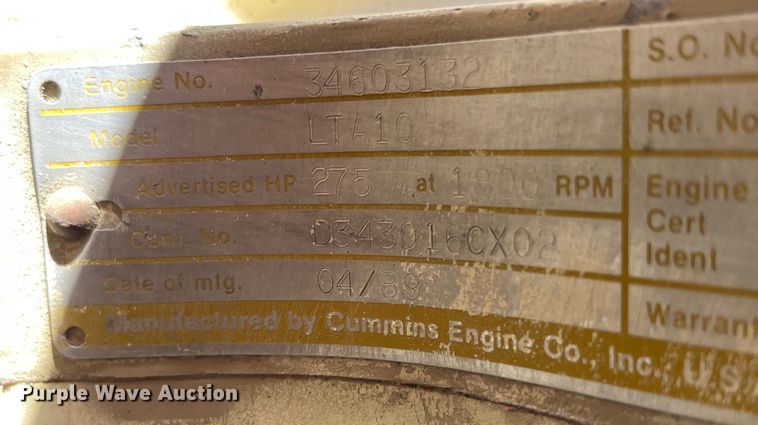 Engine No. 34603132
S.O. No
Model LTA10
Ref. No
Advertised HP 275 at 1800 RPM
Engine
Cert
Ident
Conf. No. D343016CX02
Date of mfg. 04/89
Warrant
Manufactured by Cummins Engine Co., Inc., U.S.
Purple Wave Auction